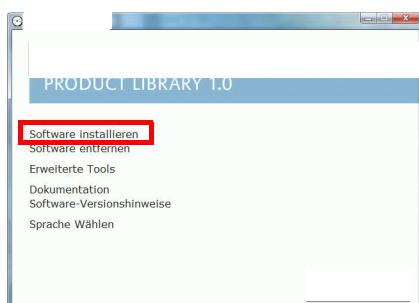 PRODUCT LIBRARY 1.0
Software installieren
Software entfernen
Erweiterte Tools
Dokumentation
Software-Versionshinweise
Sprache Wählen